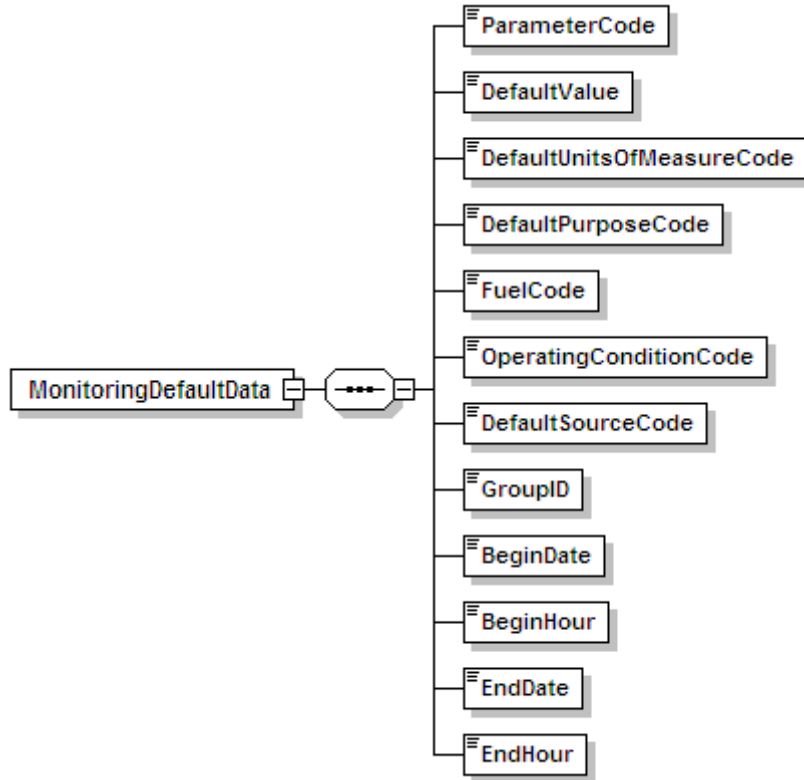 ParameterCode
DefaultValue
DefaultUnitsOfMeasureCode
DefaultPurposeCode
FuelCode
OperatingConditionCode
MonitoringDefaultData
DefaultSourceCode
GroupID
BeginDate
BeginHour
EndDate
EndHour